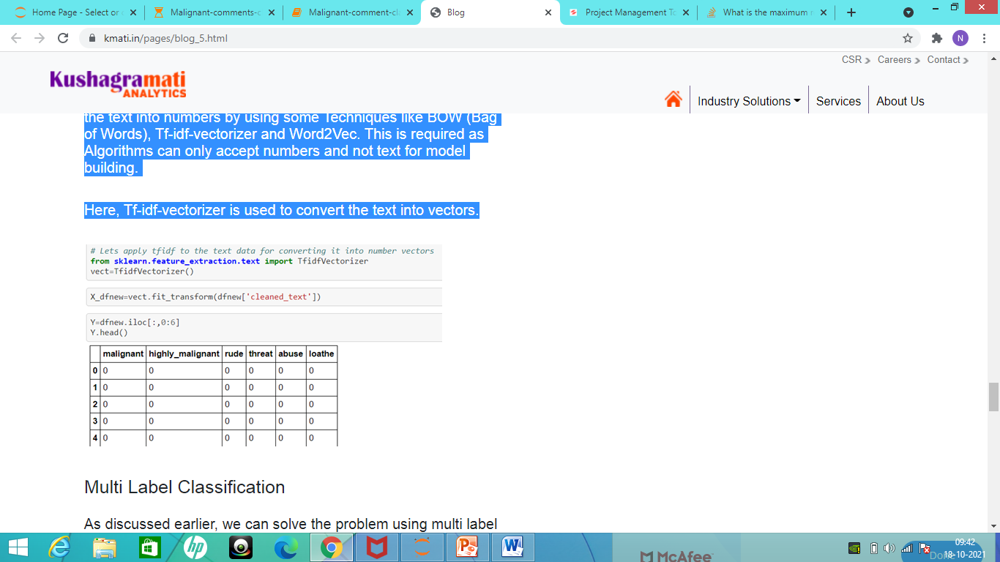 Home Page - Select or
Malignant-comments-c
Malignant-comment-cl
Blog
Project Management To
What is the maximum
kmati.in/pages/blog_5.html
N
CSR Careers Contact
Kushagramati
ANALYTICS
Industry Solutions Services About Us
the text into numbers by using some Techniques like BOW (Bag
of Words), Tf-idf-vectorizer and Word2Vec. This is required as
Algorithms can only accept numbers and not text for model
building.
Here, Tf-idf-vectorizer is used to convert the text into vectors.
# Lets apply tfidf to the text data for converting it into number vectors
from sklearn.feature_extraction.text import TfidfVectorizer
vect=TfidfVectorizer()
X_dfnew=vect.fit_transform(dfnew['cleaned_text'])
Y=dfnew.iloc[:,0:6]
Y.head()
malignant highly_malignant rude threat abuse loathe
0 0 0 0 0 0 0
1 0 0 0 0 0 0
2 0 0 0 0 0 0
3 0 0 0 0 0 0
4 0 0 0 0 0 0
Multi Label Classification
As discussed earlier, we can solve the problem using multi label
McAfee
09:42
Done
18-10-2021